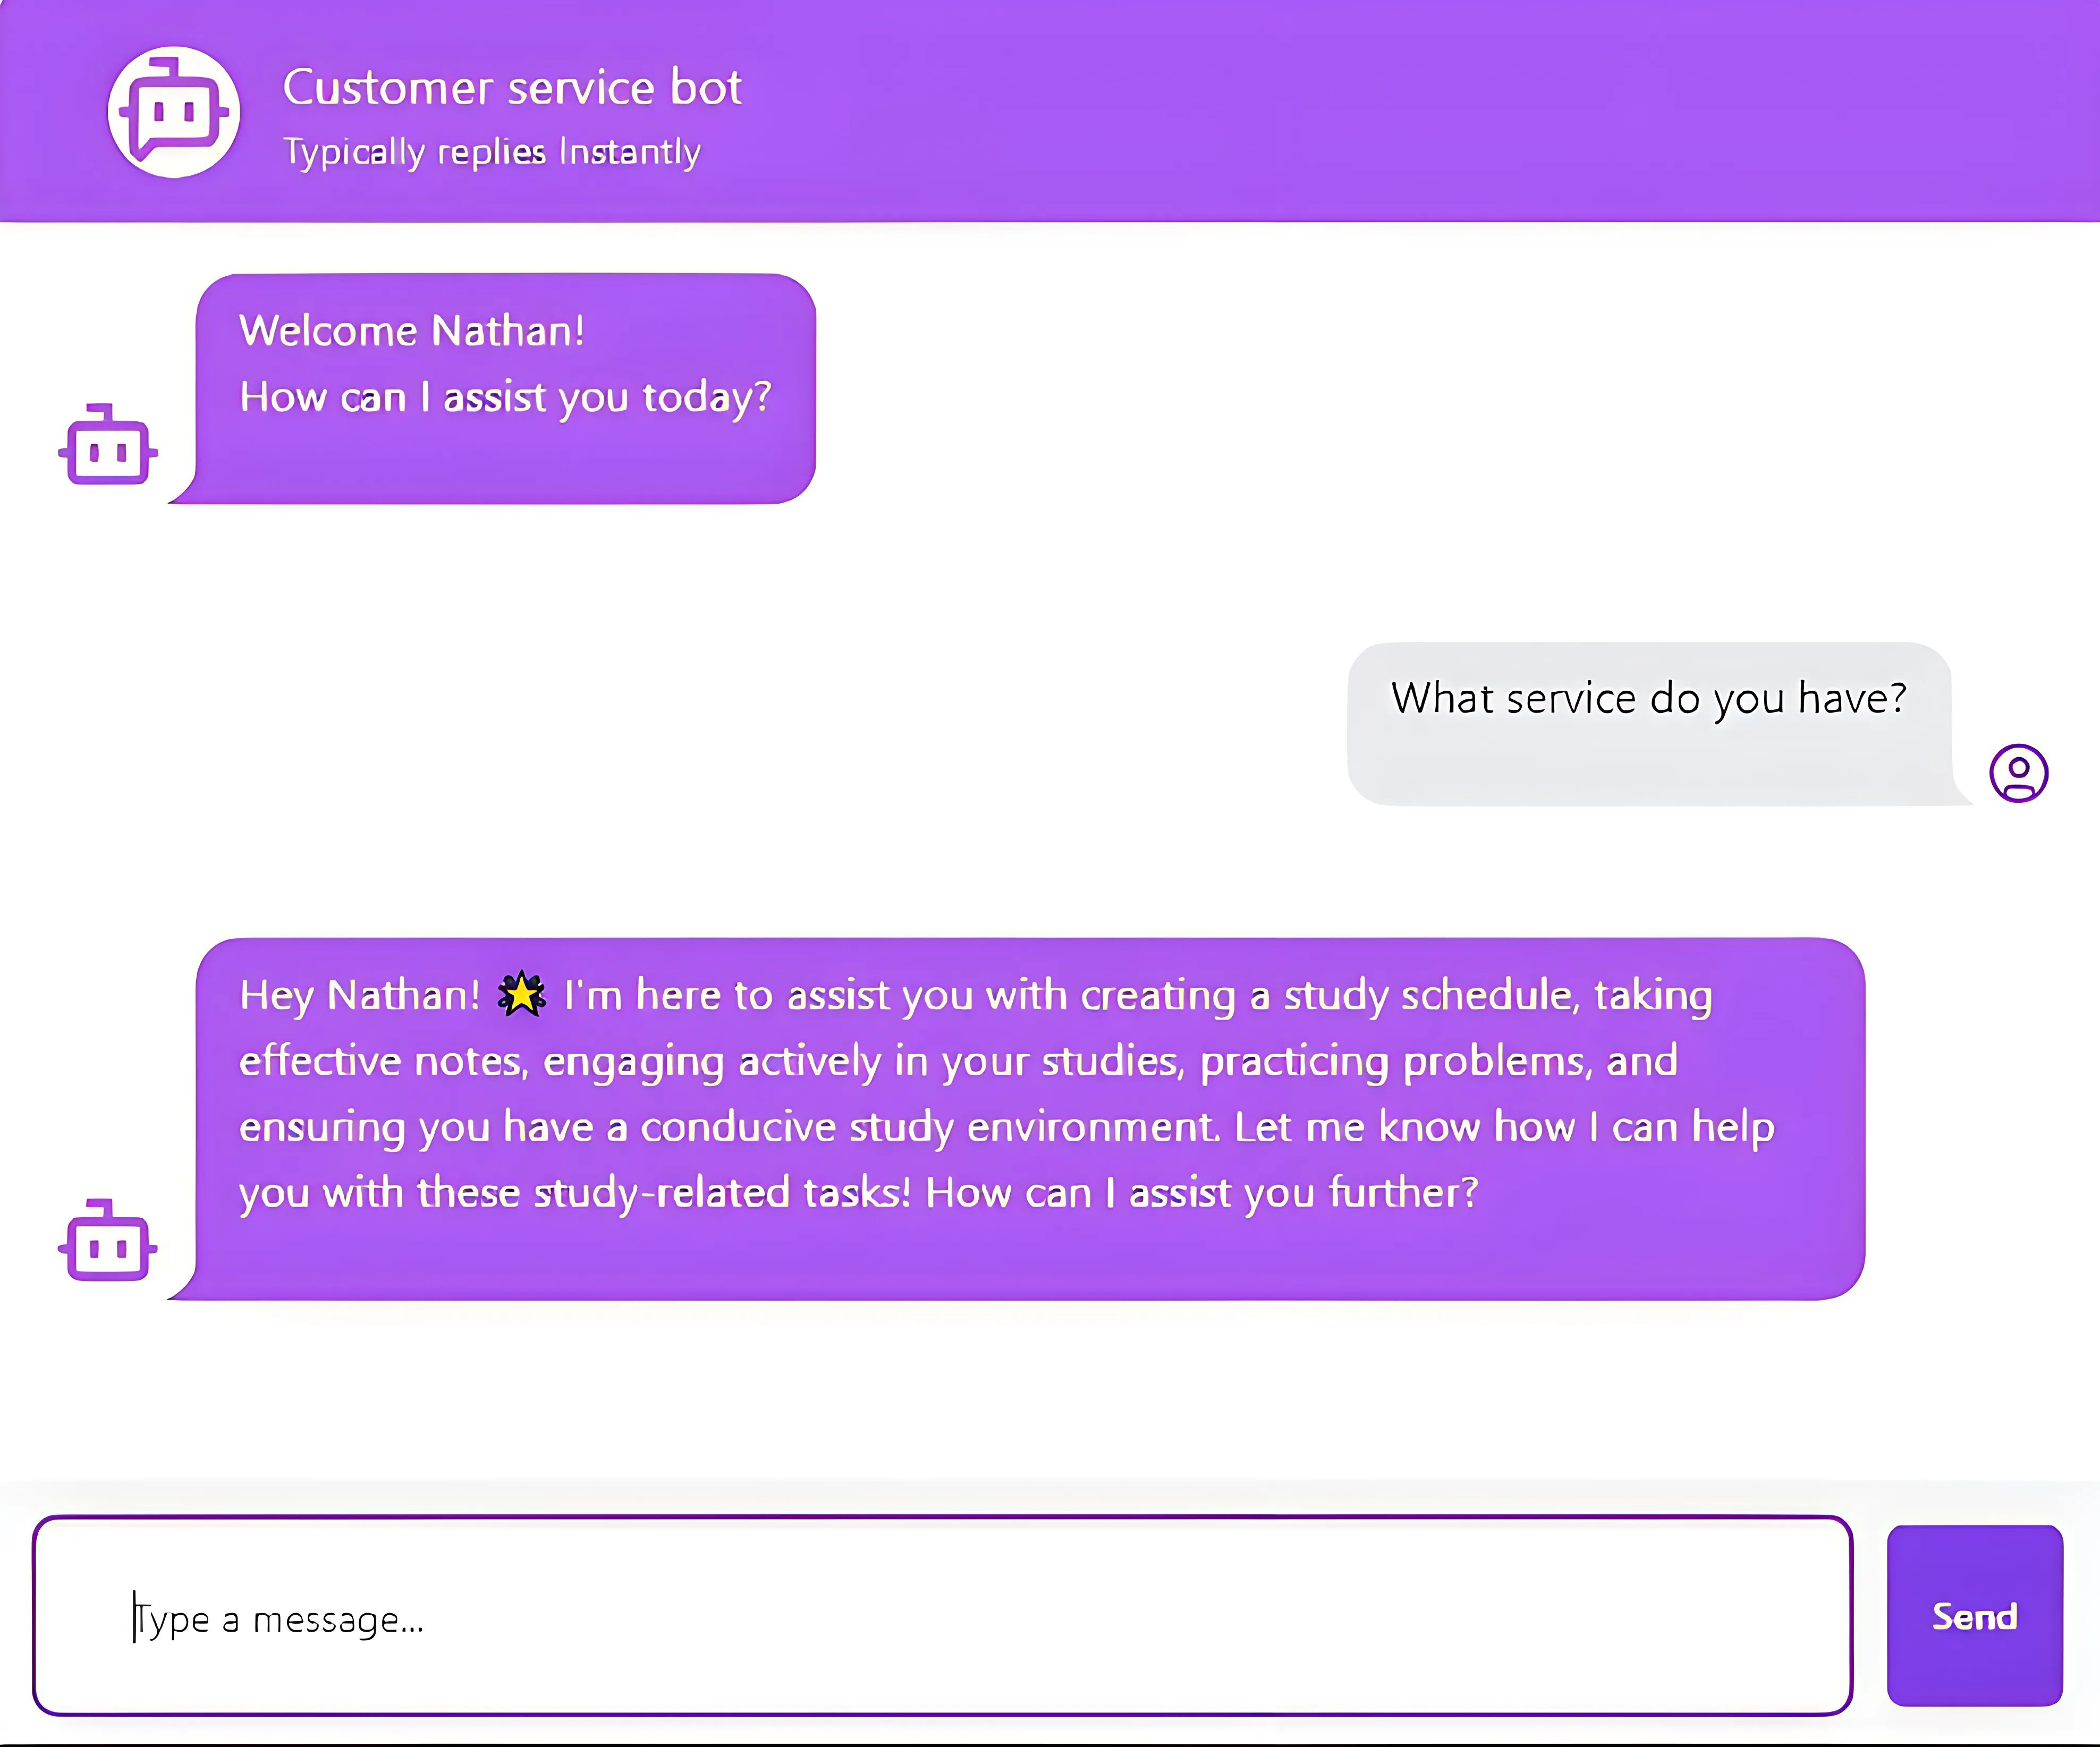 Customer service bot
Typically replies Instantly
Welcome Nathan!
How can I assist you today?
What service do you have?
Hey Nathan! 🌟 I'm here to assist you with creating a study schedule, taking
effective notes, engaging actively in your studies, practicing problems, and
ensuring you have a conducive study environment. Let me know how I can help
you with these study-related tasks! How can I assist you further?
Type a message...
Send